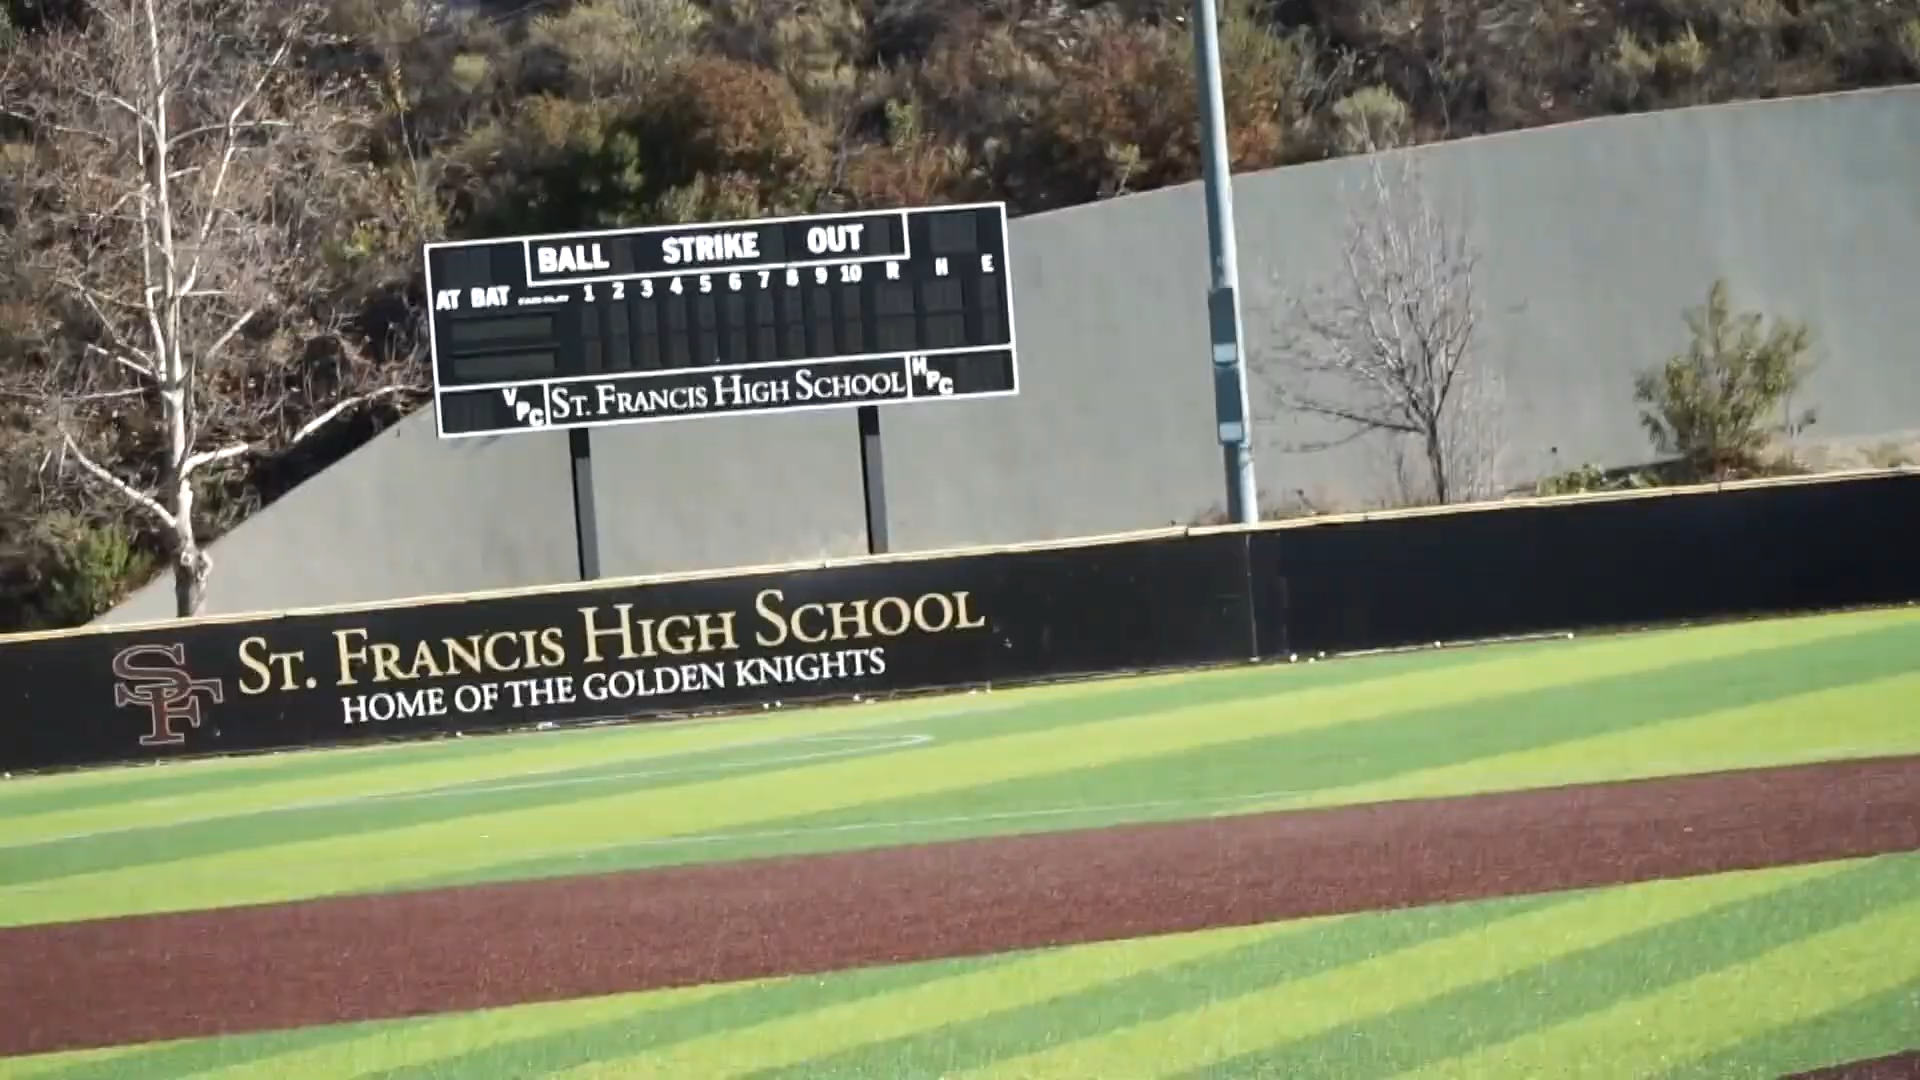 BALL STRIKE OUT
AT BAT 1 2 3 4 5 6 7 8 9 10 R H E
VPC ST. FRANCIS HIGH SCHOOL HPC
SF ST. FRANCIS HIGH SCHOOL
HOME OF THE GOLDEN KNIGHTS